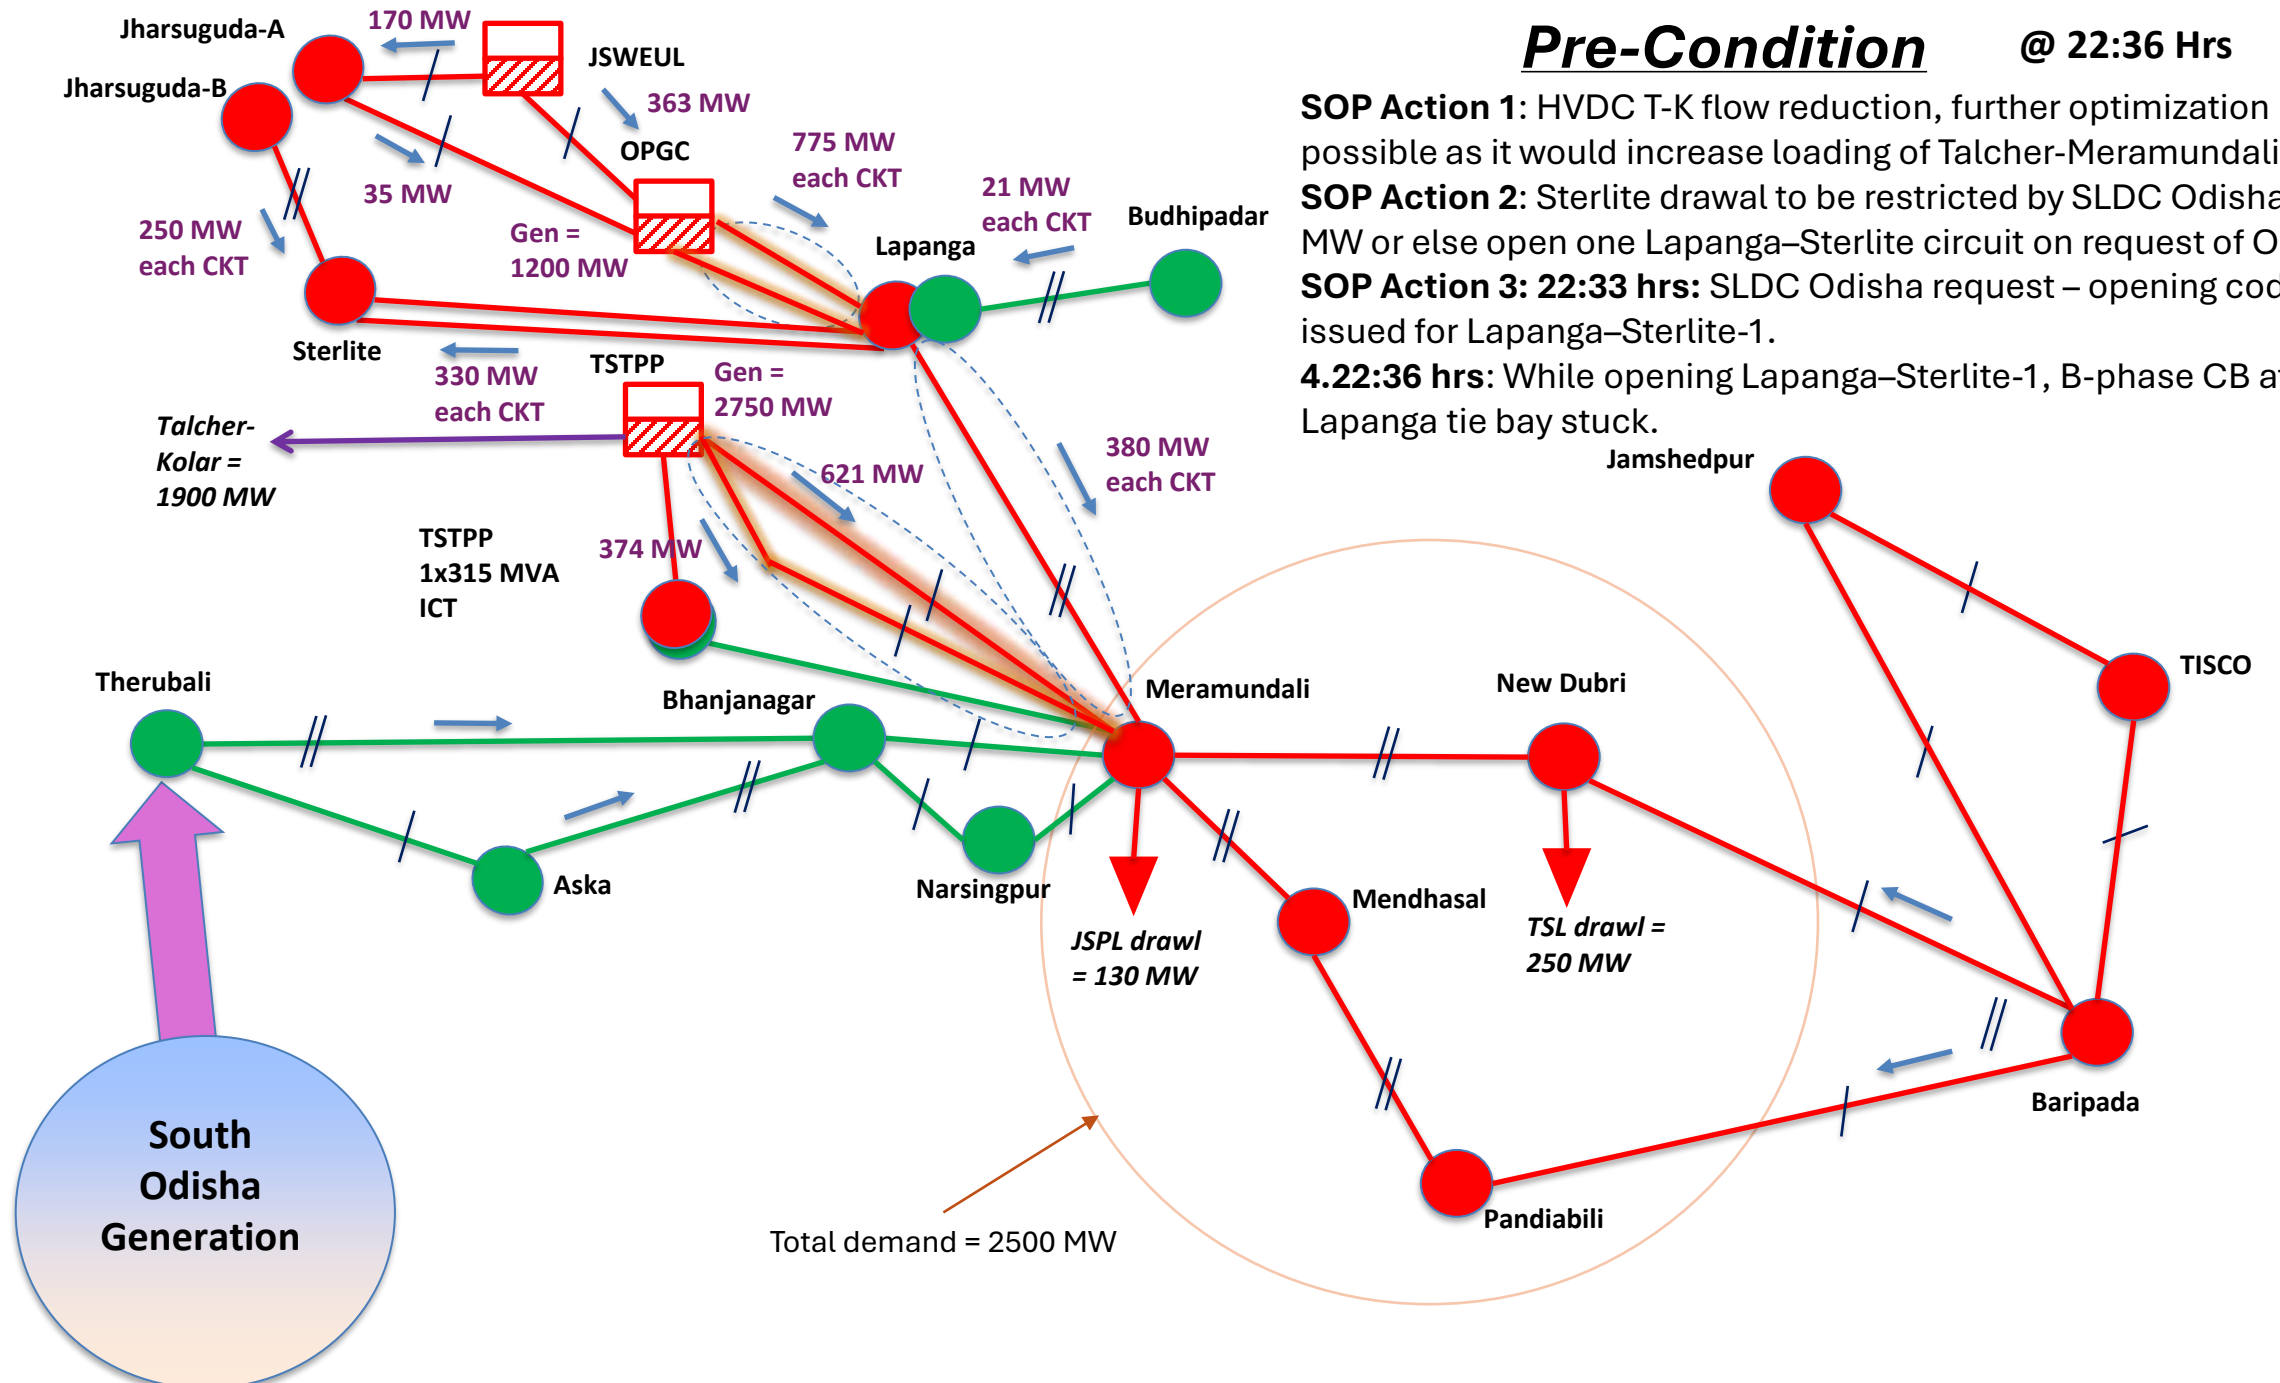 Pre-Condition
@ 22:36 Hrs
SOP Action 1: HVDC T-K flow reduction, further optimization
possible as it would increase loading of Talcher-Meramundali
SOP Action 2: Sterlite drawal to be restricted by SLDC Odisha
MW or else open one Lapanga–Sterlite circuit on request of
SOP Action 3: 22:33 hrs: SLDC Odisha request – opening
issued for Lapanga–Sterlite-1.
4.22:36 hrs: While opening Lapanga–Sterlite-1, B-phase CB
Lapanga tie bay stuck.
Jharsuguda-A
170 MW
JSWEUL
Jharsuguda-B
363 MW
OPGC
775 MW
each CKT
35 MW
21 MW
each CKT
Budhipadar
250 MW
each CKT
Gen =
1200 MW
Lapanga
Sterlite
330 MW
each CKT
TSTPP
Gen =
2750 MW
Talcher-
Kolar =
1900 MW
621 MW
380 MW
each CKT
Jamshedpur
TSTPP
1x315 MVA
ICT
374 MW
TISCO
Therubali
Bhanjanagar
Meramundali
New Dubri
Aska
Narsingpur
Mendhasal
JSPL drawl
= 130 MW
TSL drawl =
250 MW
Baripada
South
Odisha
Generation
Pandiabili
Total demand = 2500 MW